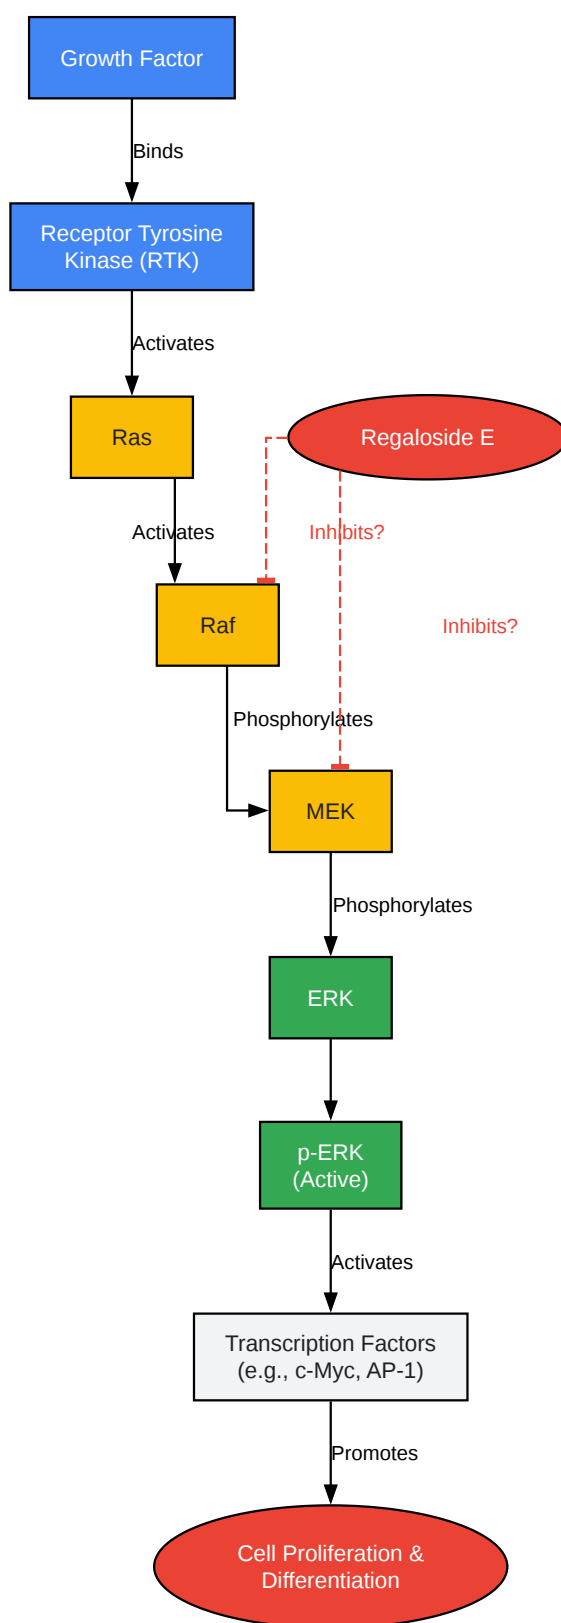 Growth Factor
Binds
Receptor Tyrosine
Kinase (RTK)
Activates
Ras
Regaloside E
Activates
Inhibits?
Raf
Inhibits?
Phosphorylates
MEK
Phosphorylates
ERK
p-ERK
(Active)
Activates
Transcription Factors
(e.g., c-Myc, AP-1)
Promotes
Cell Proliferation &
Differentiation